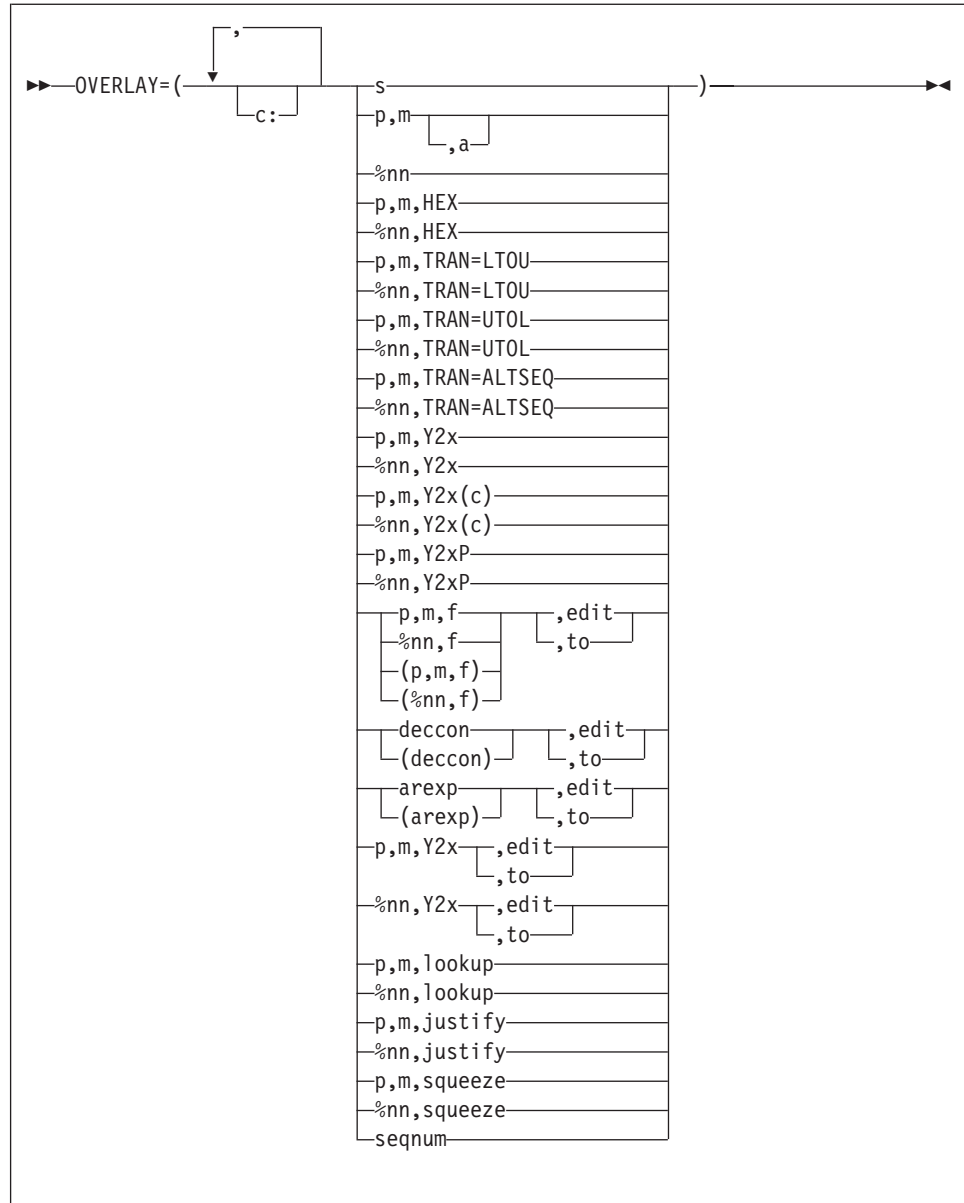 ,
OVERLAY=( s )
c:
p,m
,a
%nn
p,m,HEX
%nn,HEX
p,m,TRAN=LTOU
%nn,TRAN=LTOU
p,m,TRAN=UTOL
%nn,TRAN=UTOL
p,m,TRAN=ALTSEQ
%nn,TRAN=ALTSEQ
p,m,Y2x
%nn,Y2x
p,m,Y2x(c)
%nn,Y2x(c)
p,m,Y2xP
%nn,Y2xP
p,m,f ,edit
%nn,f ,to
(p,m,f)
(%nn,f)
deccon ,edit
(deccon) ,to
arexp ,edit
(arexp) ,to
p,m,Y2x ,edit
,to
%nn,Y2x ,edit
,to
p,m,lookup
%nn,lookup
p,m,justify
%nn,justify
p,m,squeeze
%nn,squeeze
seqnum